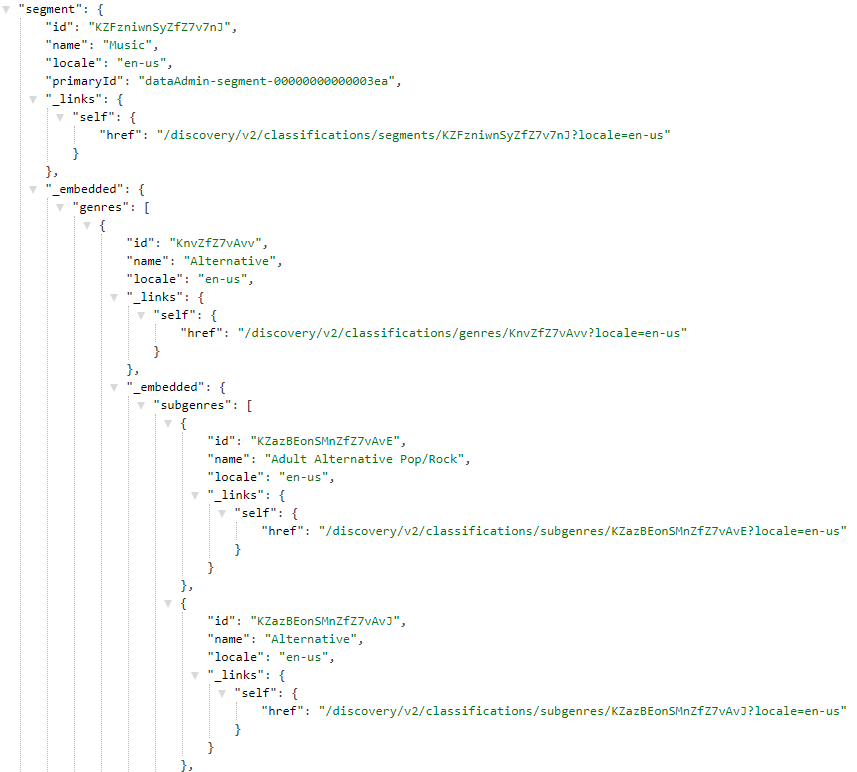 "segment": {
"id": "KZFzniwnSyZfZ7v7nJ",
"name": "Music",
"locale": "en-us",
"primaryId": "dataAdmin-segment-00000000000003ea",
"_links": {
"self": {
"href": "/discovery/v2/classifications/segments/KZFzniwnSyZfZ7v7nJ?locale=en-us"
}
},
"_embedded": {
"genres": [
{
"id": "KnvZfZ7vAvv",
"name": "Alternative",
"locale": "en-us",
"_links": {
"self": {
"href": "/discovery/v2/classifications/genres/KnvZfZ7vAvv?locale=en-us"
}
},
"_embedded": {
"subgenres": [
{
"id": "KZazBEonSMnZfZ7vAvE",
"name": "Adult Alternative Pop/Rock",
"locale": "en-us",
"_links": {
"self": {
"href": "/discovery/v2/classifications/subgenres/KZazBEonSMnZfZ7vAvE?locale=en-us"
}
}
},
{
"id": "KZazBEonSMnZfZ7vAvJ",
"name": "Alternative",
"locale": "en-us",
"_links": {
"self": {
"href": "/discovery/v2/classifications/subgenres/KZazBEonSMnZfZ7vAvJ?locale=en-us"
}
}
},